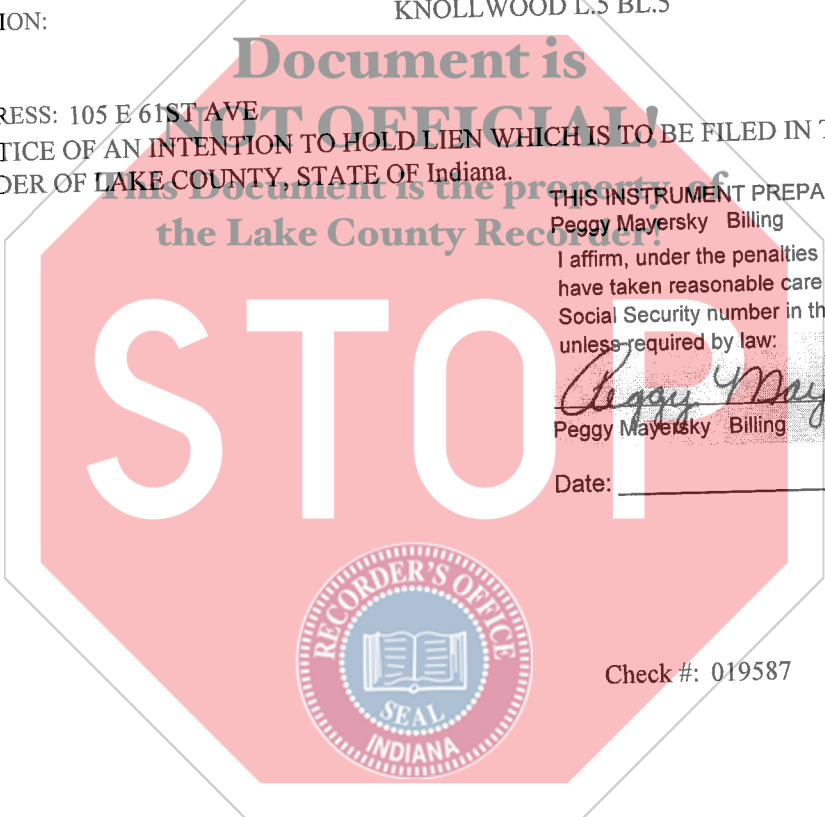 ION:
KNOLLWOOD L.5 BL.5
Document is
NOT OFFICIAL!
This Document is the property of
the Lake County Recorder!
RESS: 105 E 61ST AVE
TICE OF AN INTENTION TO HOLD LIEN WHICH IS TO BE FILED IN T
DER OF LAKE COUNTY, STATE OF Indiana.
THIS INSTRUMENT PREPA
Peggy Mayersky Billing
I affirm, under the penalties
have taken reasonable care
Social Security number in th
unless required by law:
Peggy May
Peggy Mayersky Billing
Date:
STOP
RECORDER'S OFFICE
SEAL
INDIANA
Check #: 019587